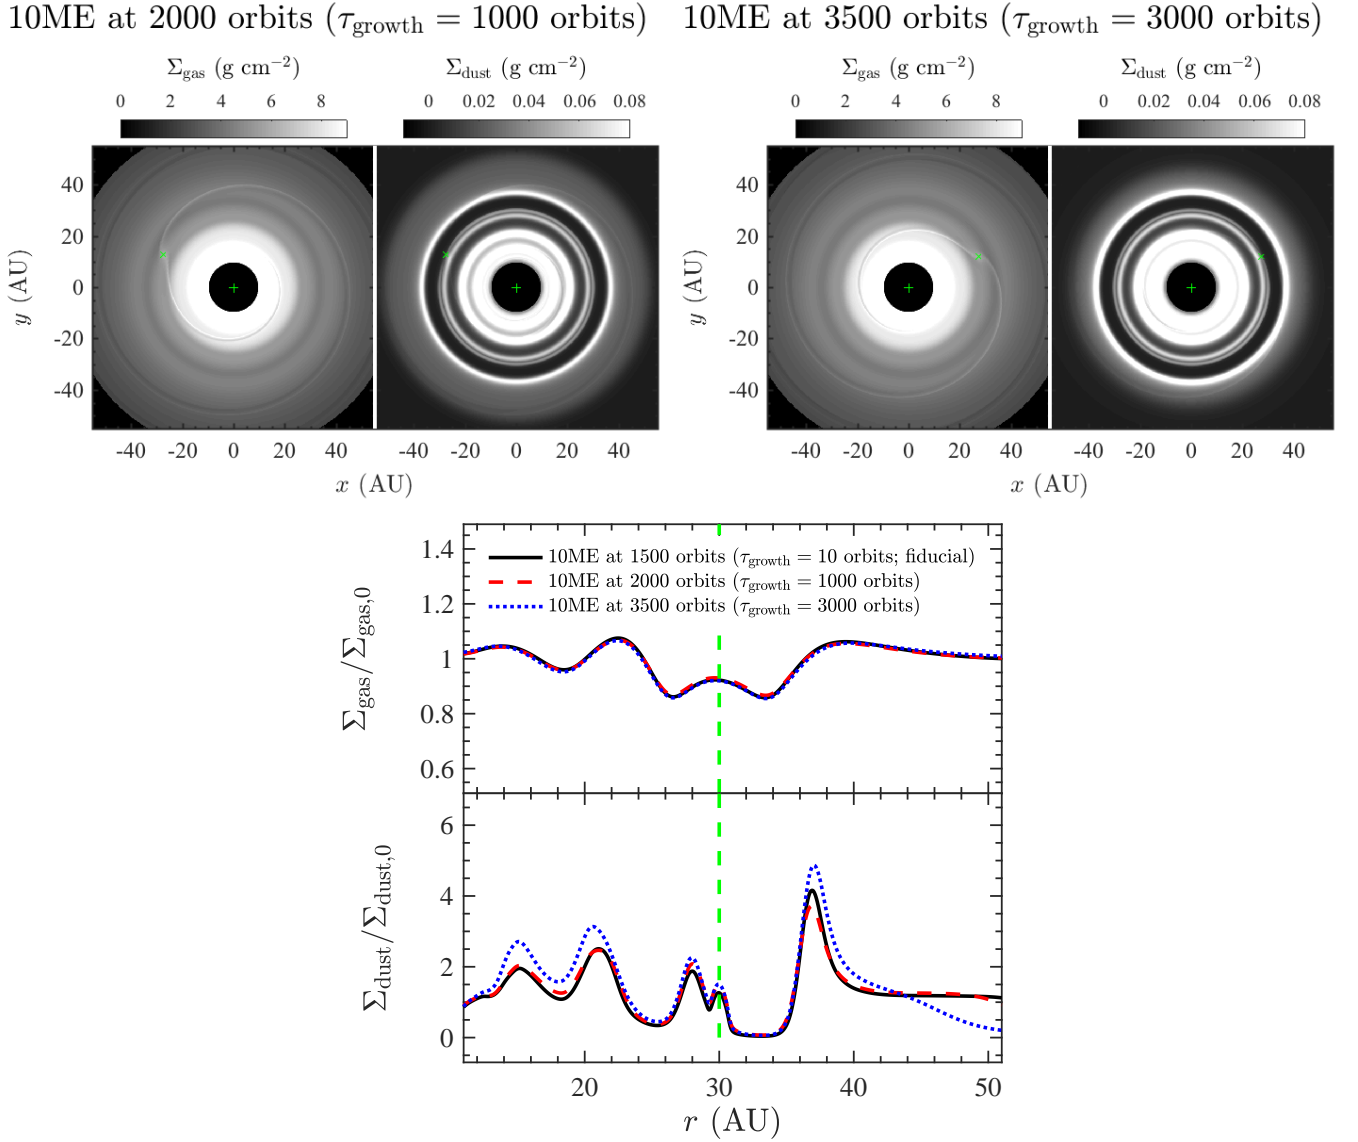 10ME at 2000 orbits (τgrowth = 1000 orbits)
10ME at 3500 orbits (τgrowth = 3000 orbits)
Σgas (g cm−2)
Σdust (g cm−2)
Σgas (g cm−2)
Σdust (g cm−2)
0 2 4 6 8
0 0.02 0.04 0.06 0.08
0 2 4 6 8
0 0.02 0.04 0.06 0.08
40
20
0
-20
-40
y (AU)
40
20
0
-20
-40
y (AU)
-40 -20 0 20 40
-40 -20 0 20 40
x (AU)
-40 -20 0 20 40
-40 -20 0 20 40
x (AU)
10ME at 1500 orbits (τgrowth = 10 orbits; fiducial)
10ME at 2000 orbits (τgrowth = 1000 orbits)
10ME at 3500 orbits (τgrowth = 3000 orbits)
1.4
1.2
1
0.8
0.6
Σgas/Σgas,0
6
4
2
0
Σdust/Σdust,0
20 30 40 50
r (AU)